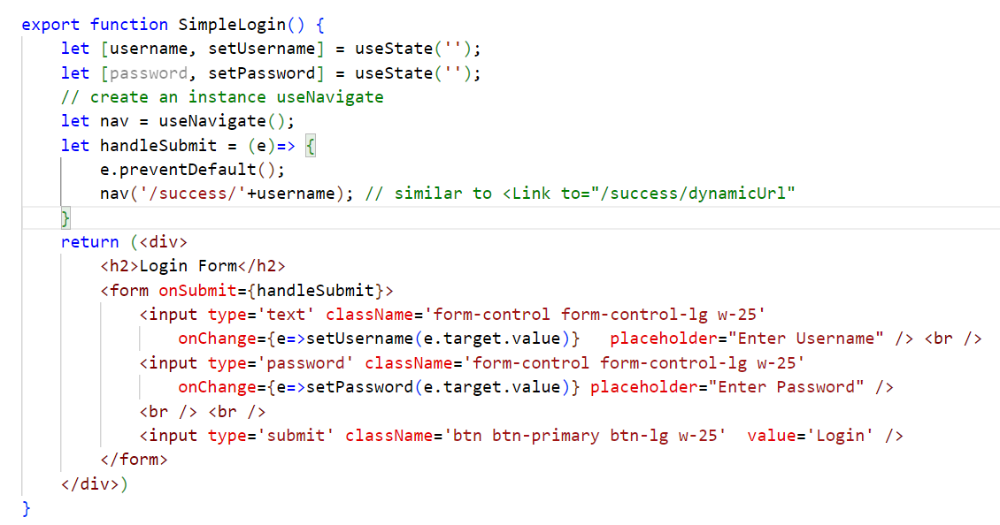 export function SimpleLogin() {
    let [username, setUsername] = useState('');
    let [password, setPassword] = useState('');
    // create an instance useNavigate
    let nav = useNavigate();
    let handleSubmit = (e)=> {
        e.preventDefault();
        nav('/success/'+username); // similar to <Link to="/success/dynamicUrl"
    }
    return (<div>
        <h2>Login Form</h2>
        <form onSubmit={handleSubmit}>
            <input type='text' className='form-control form-control-lg w-25'
                onChange={e=>setUsername(e.target.value)}   placeholder="Enter Username" /> <br />
            <input type='password' className='form-control form-control-lg w-25'
                onChange={e=>setPassword(e.target.value)} placeholder="Enter Password" />
            <br /> <br />
            <input type='submit' className='btn btn-primary btn-lg w-25'  value='Login' />
        </form>
    </div>)
}